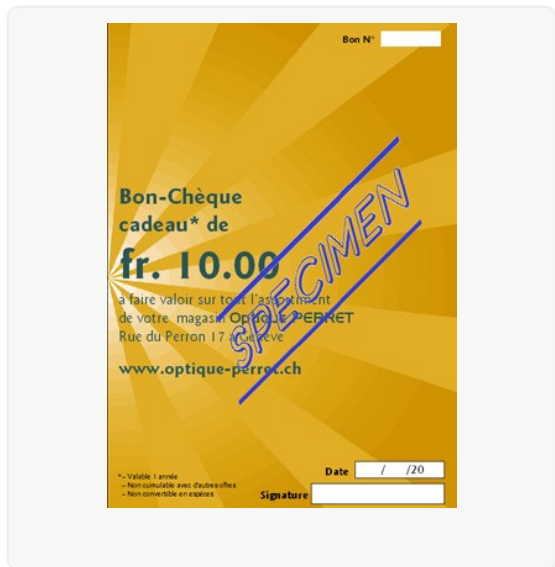 Bon N°
Bon-Chèque
cadeau* de
fr. 10.00
a faire valoir sur tout l'assortiment
de votre magasin Optique PERRET
Rue du Perron 17 à Genève
www.optique-perret.ch
SPECIMEN
Date / /20
*– Valable 1 année
– Non cumulable avec d'autres offres
– Non convertible en espèces
Signature